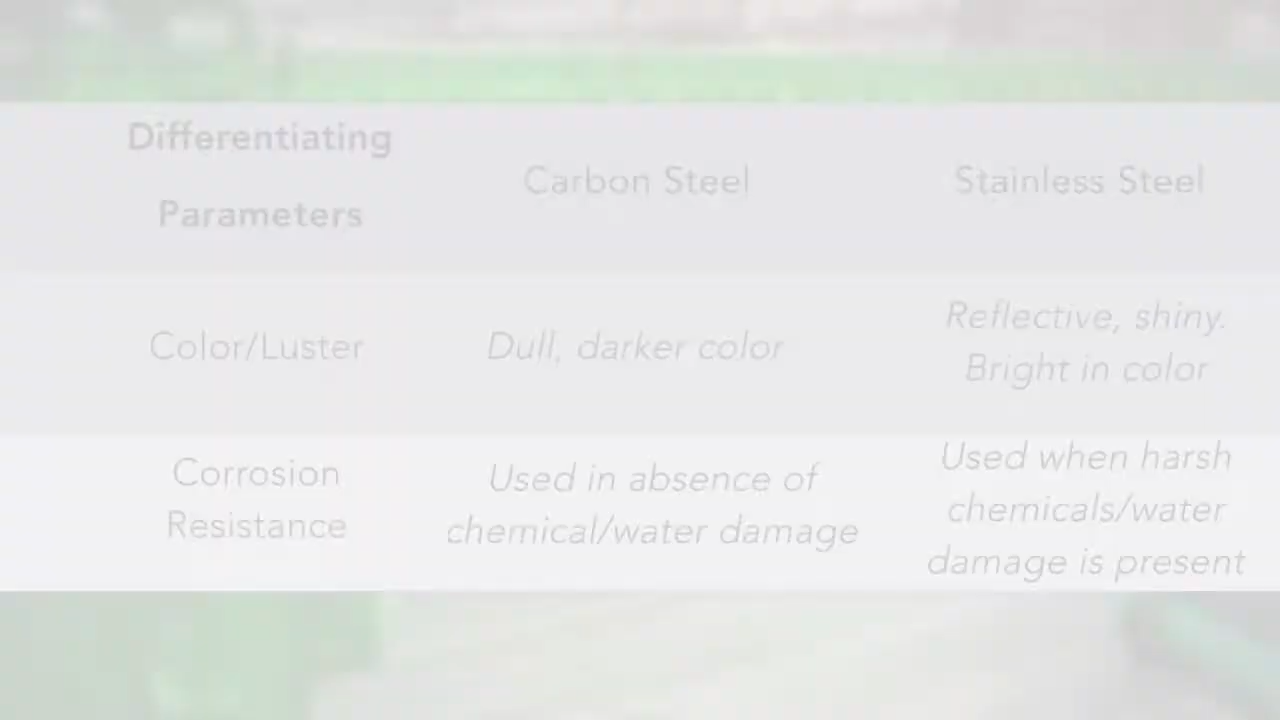 Differentiating
Parameters
Carbon Steel
Stainless Steel
Color/Luster
Dull, darker color
Reflective, shiny.
Bright in color
Corrosion
Resistance
Used in absence of
chemical/water damage
Used when harsh
chemicals/water
damage is present